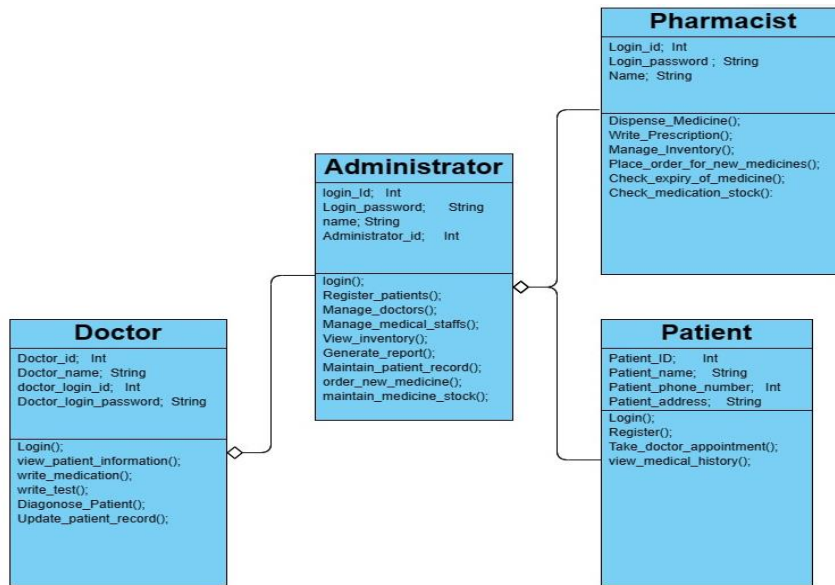 Pharmacist
Login_id;  Int
Login_password ;  String
Name;  String
Dispense_Medicine();
Write_Prescription();
Manage_Inventory();
Place_order_for_new_medicines();
Check_expiry_of_medicine();
Check_medication_stock():
Administrator
login_Id;  Int
Login_password;  String
name; String
Administrator_id;  Int
login();
Register_patients();
Manage_doctors();
Manage_medical_staffs();
View_inventory();
Generate_report();
Maintain_patient_record();
order_new_medicine();
maintain_medicine_stock();
Doctor
Doctor_id;  Int
Doctor_name;  String
doctor_login_id;  Int
Doctor_login_password;  String
Login();
view_patient_information();
write_medication();
write_test();
Diagonose_Patient();
Update_patient_record();
Patient
Patient_ID;  Int
Patient_name;  String
Patient_phone_number;  Int
Patient_address;  String
Login();
Register();
Take_doctor_appointment();
view_medical_history();